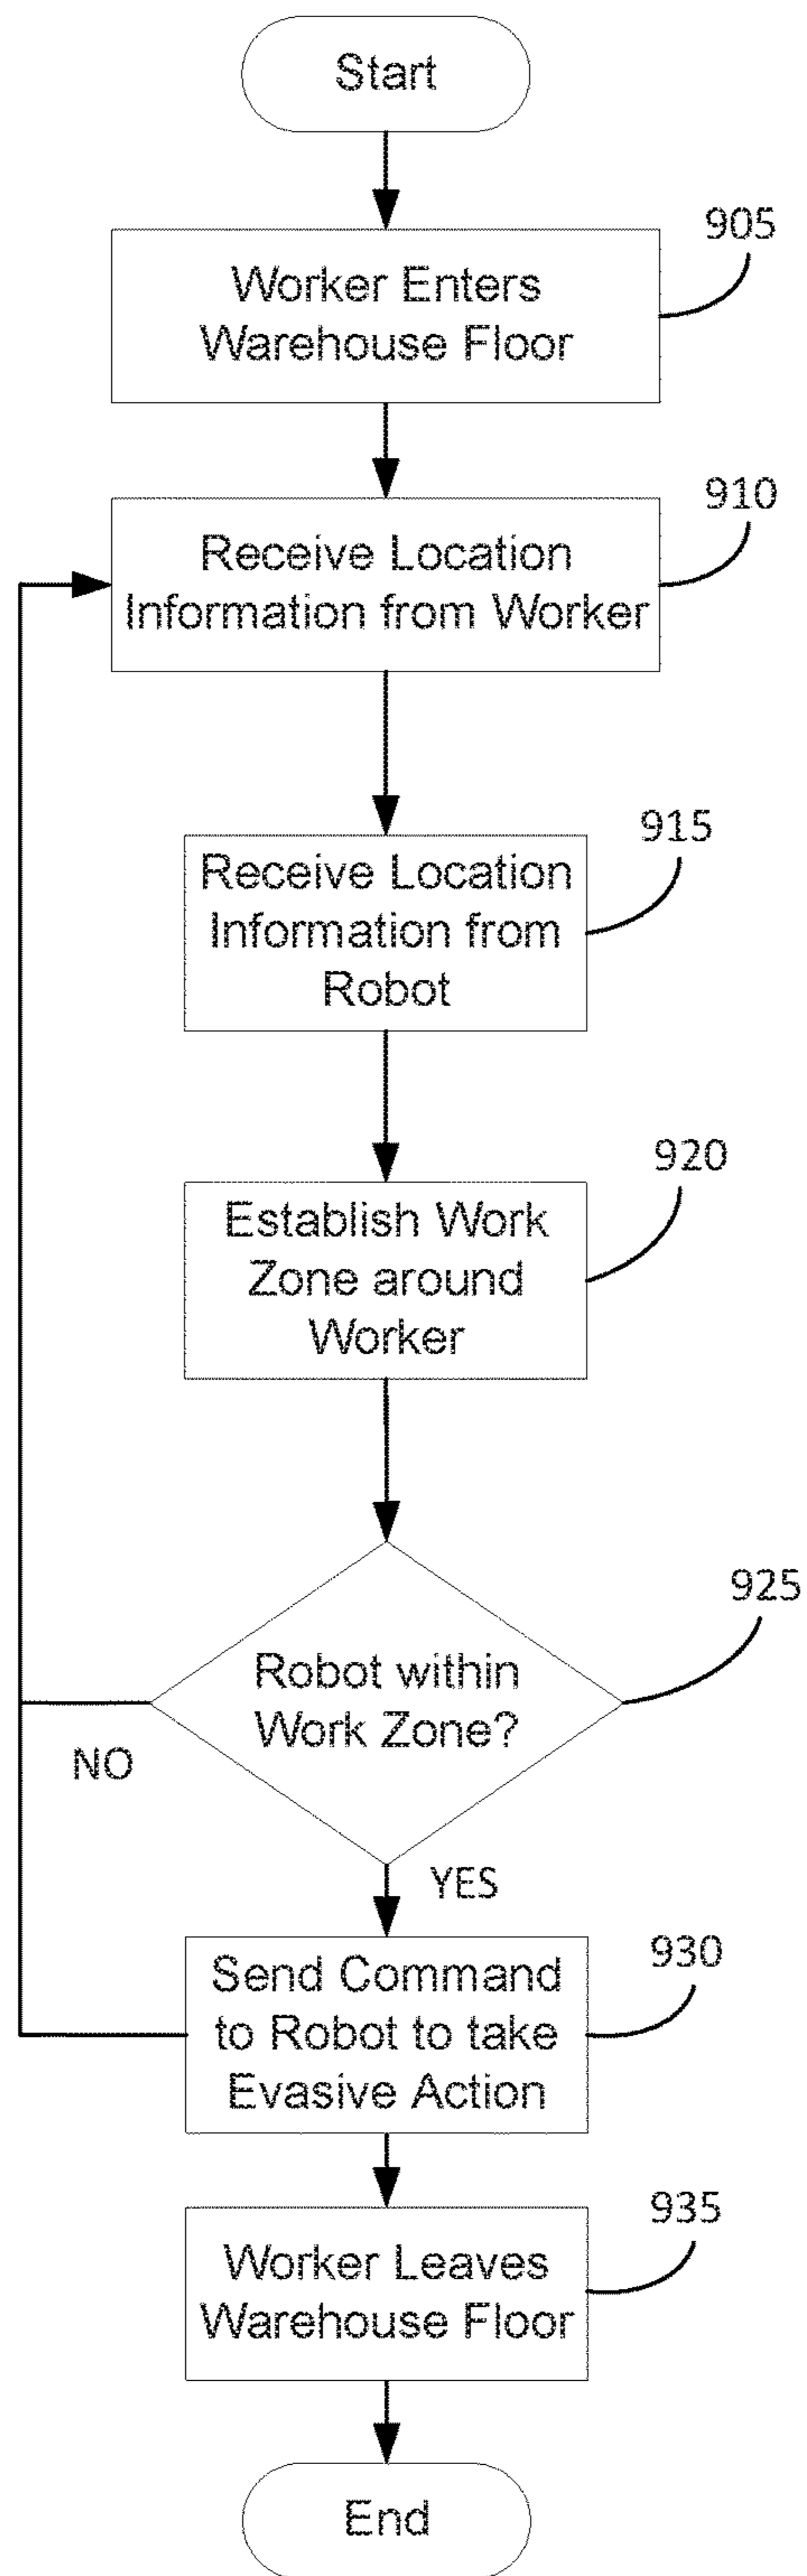 Start
905
Worker Enters
Warehouse Floor
910
Receive Location
Information from Worker
915
Receive Location
Information from
Robot
920
Establish Work
Zone around
Worker
925
Robot within
Work Zone?
NO
YES
930
Send Command
to Robot to take
Evasive Action
935
Worker Leaves
Warehouse Floor
End